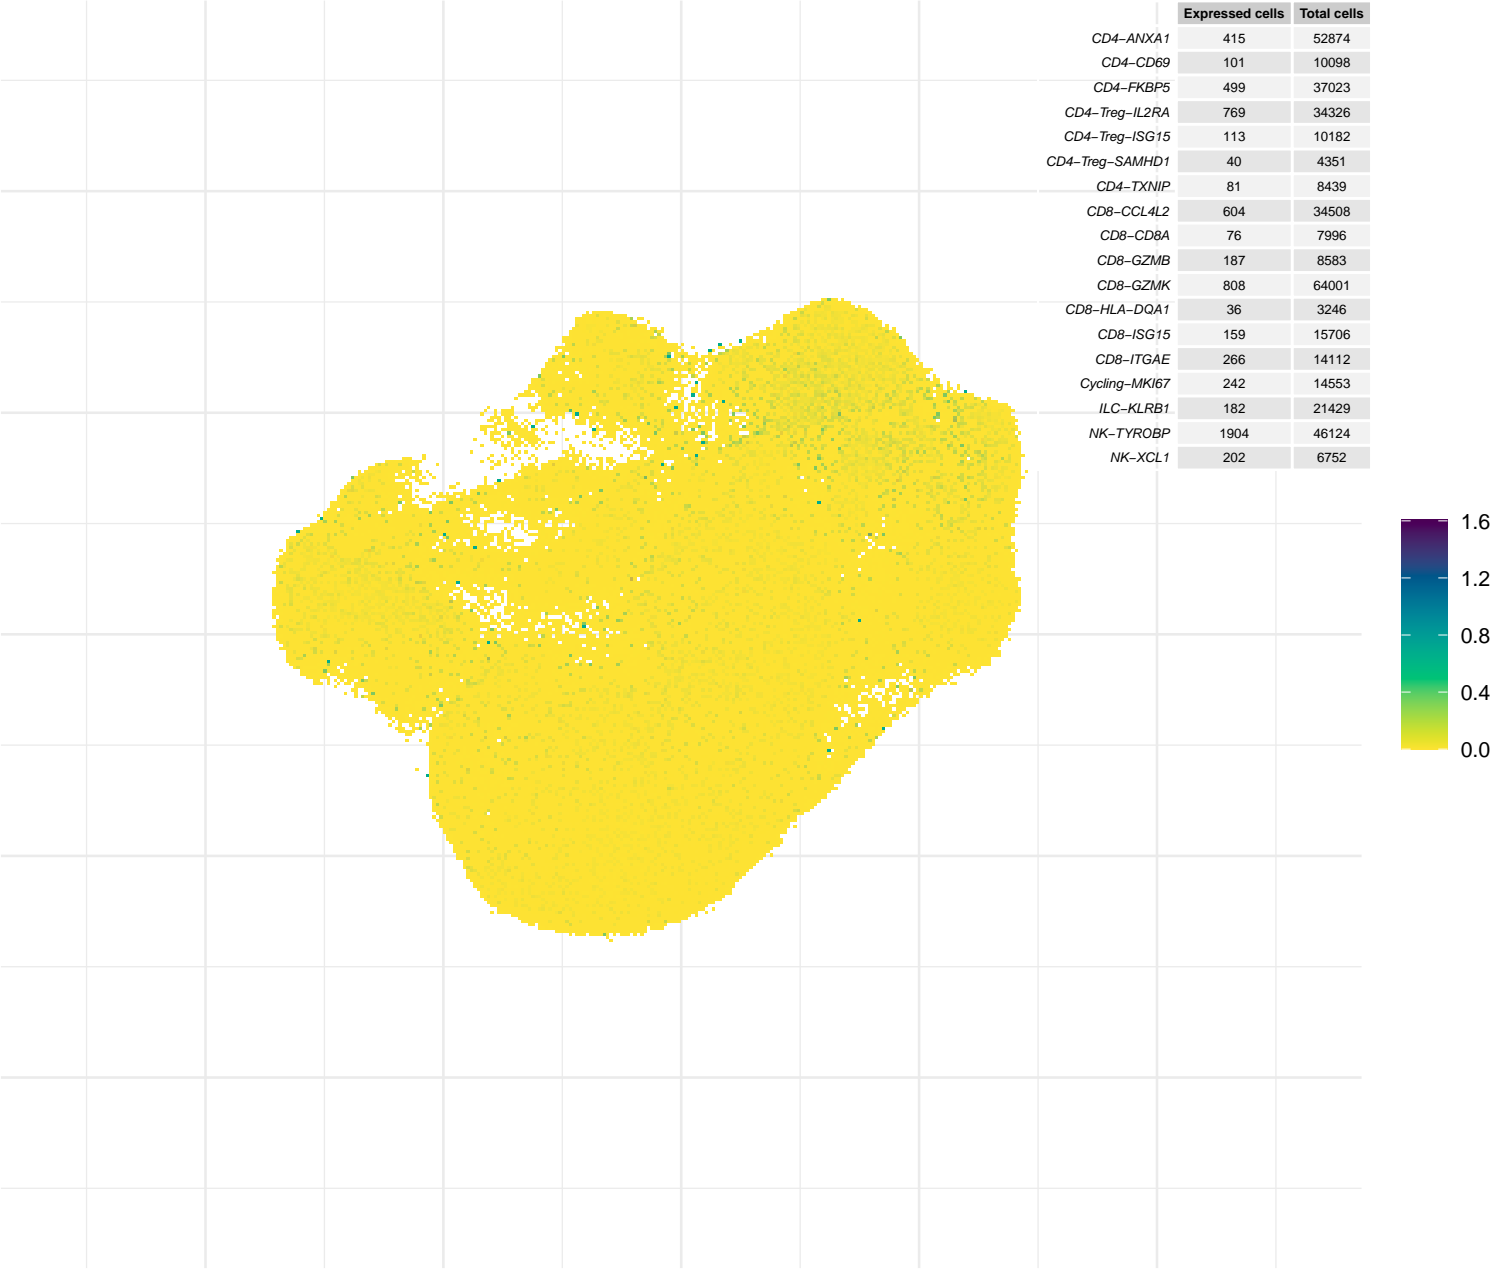 Expressed cells Total cells
CD4−ANXA1 415 52874
CD4−CD69 101 10098
CD4−FKBP5 499 37023
CD4−Treg−IL2RA 769 34326
CD4−Treg−ISG15 113 10182
CD4−Treg−SAMHD1 40 4351
CD4−TXNIP 81 8439
CD8−CCL4L2 604 34508
CD8−CD8A 76 7996
CD8−GZMB 187 8583
CD8−GZMK 808 64001
CD8−HLA−DQA1 36 3246
CD8−ISG15 159 15706
CD8−ITGAE 266 14112
Cycling−MKI67 242 14553
ILC−KLRB1 182 21429
NK−TYROBP 1904 46124
NK−XCL1 202 6752
1.6
1.2
0.8
0.4
0.0